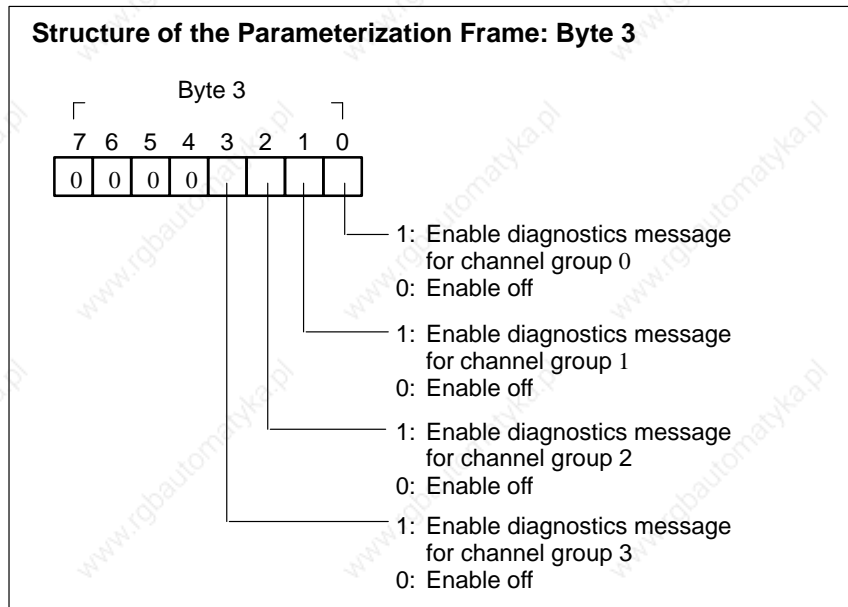 Structure of the Parameterization Frame: Byte 3
Byte 3
7 6 5 4 3 2 1 0
0 0 0 0
1: Enable diagnostics message
for channel group 0
0: Enable off
1: Enable diagnostics message
for channel group 1
0: Enable off
1: Enable diagnostics message
for channel group 2
0: Enable off
1: Enable diagnostics message
for channel group 3
0: Enable off
www.rgbautomatyka.pl